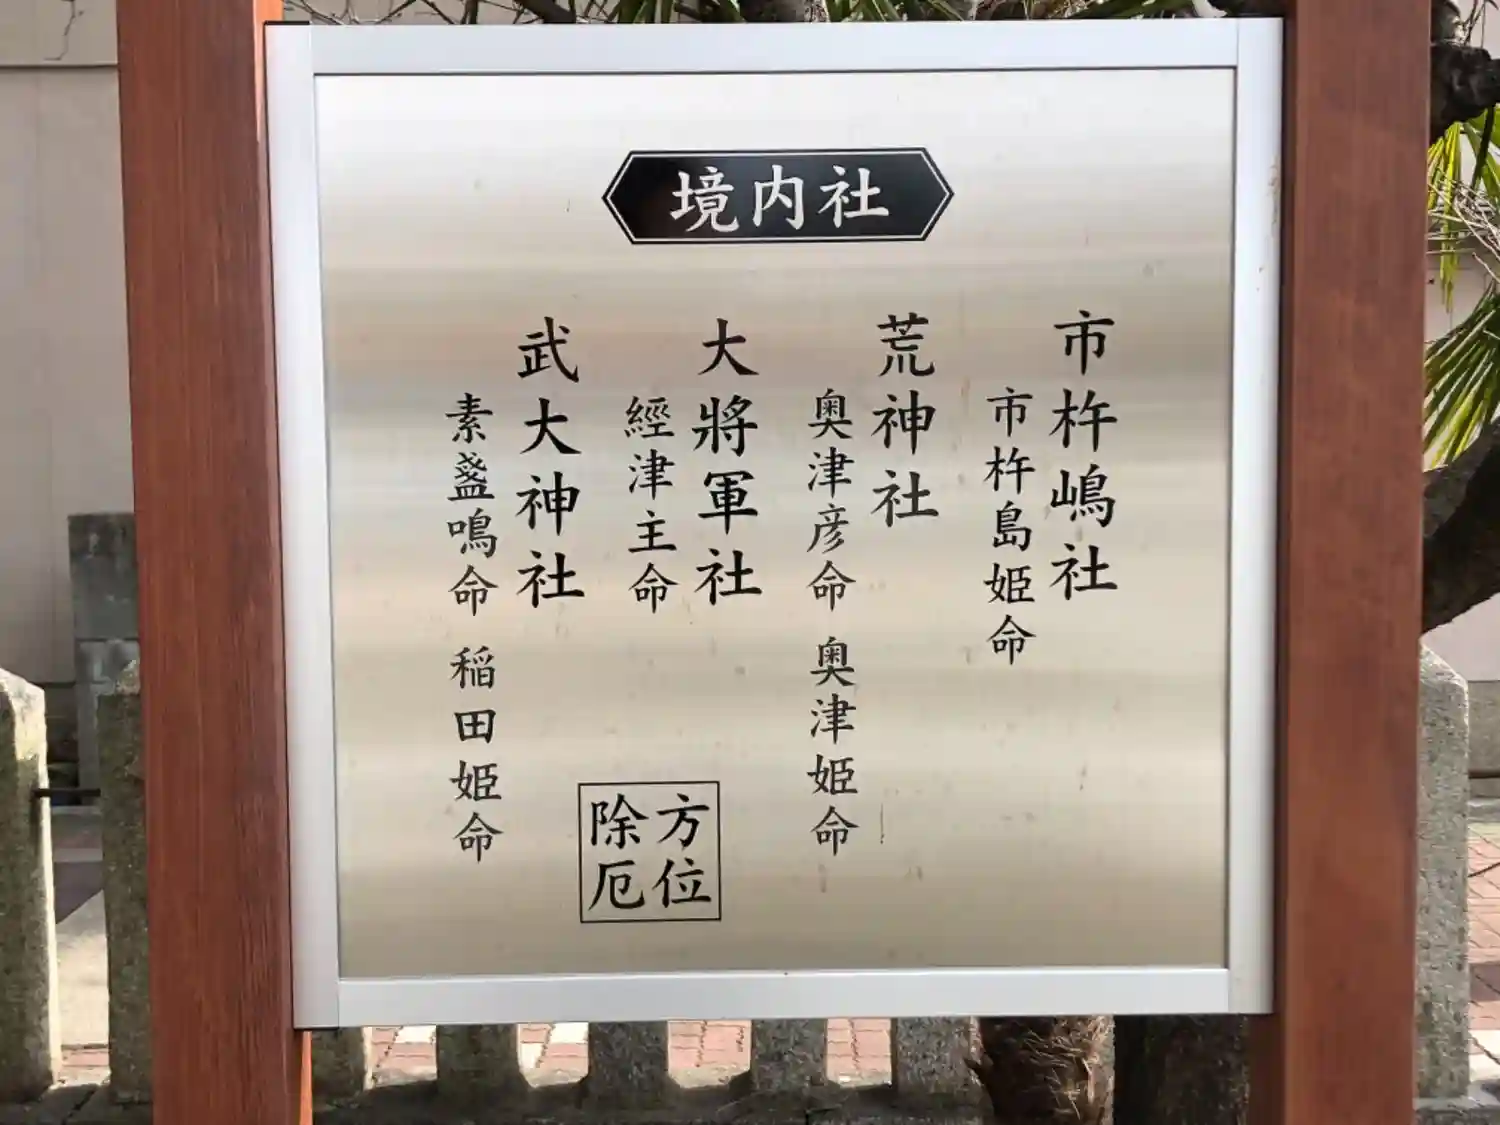 境内社
市杵嶋社
市杵島姫命
荒神社
奥津彦命 奥津姫命
大將軍社
經津主命
方位
除厄
武大神社
素盞鳴命 稲田姫命